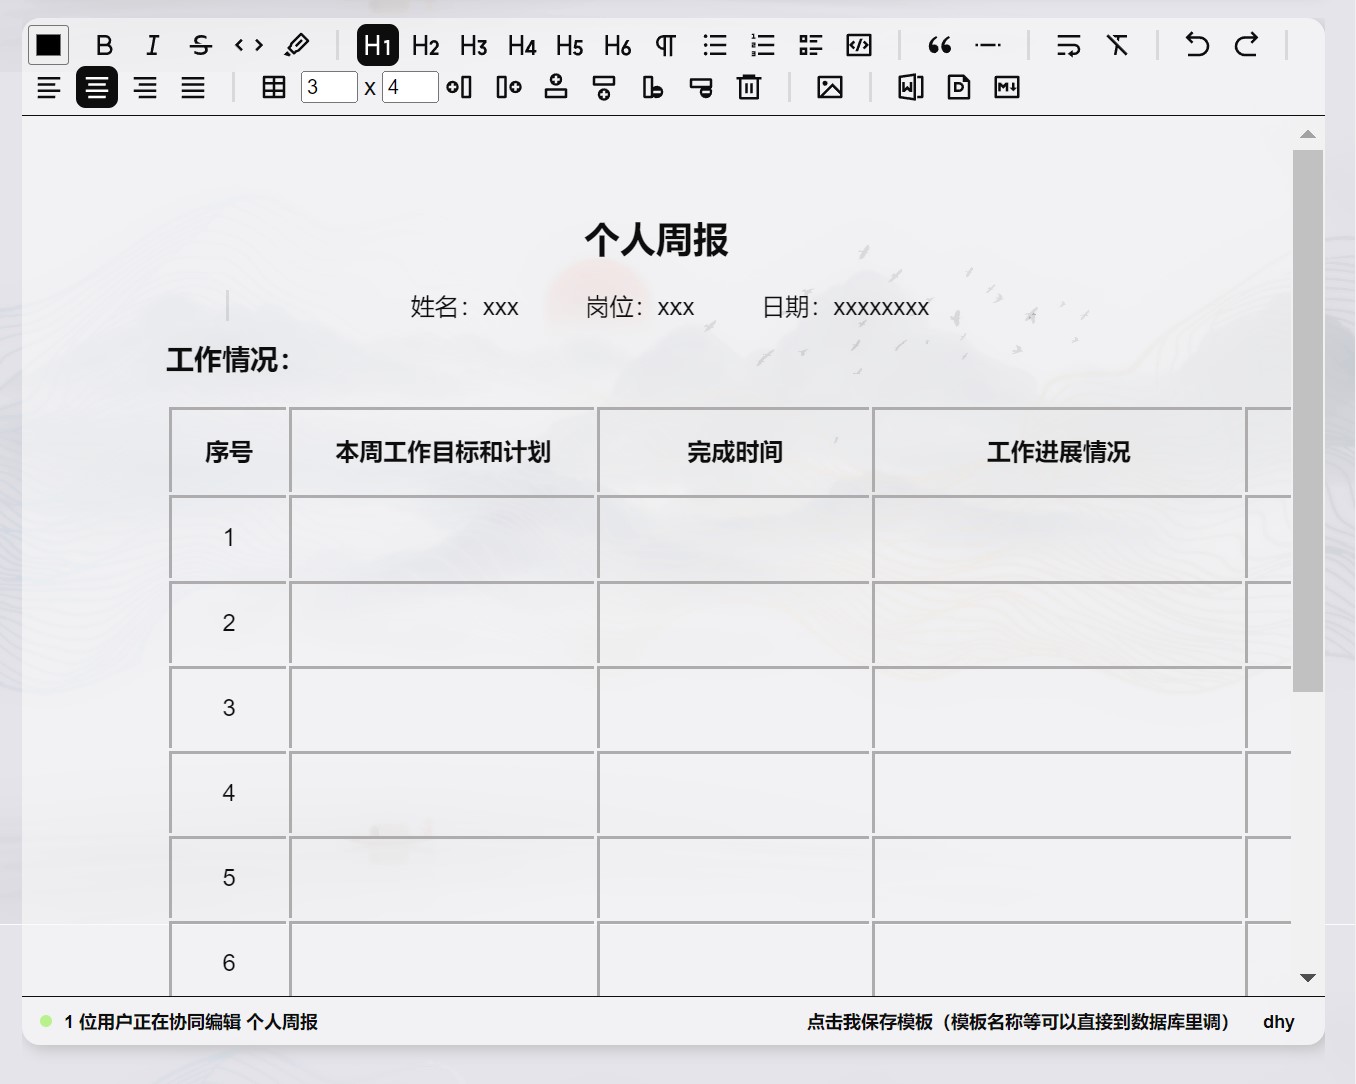 B I S H1 H2 H3 H4 H5 H6
3 x 4 W D M
个人周报
姓名：xxx 岗位：xxx 日期：xxxxxxxx
工作情况：
序号 本周工作目标和计划 完成时间 工作进展情况
1
2
3
4
5
6
1 位用户正在协同编辑 个人周报 点击我保存模板（模板名称等可以直接到数据库里调） dhy